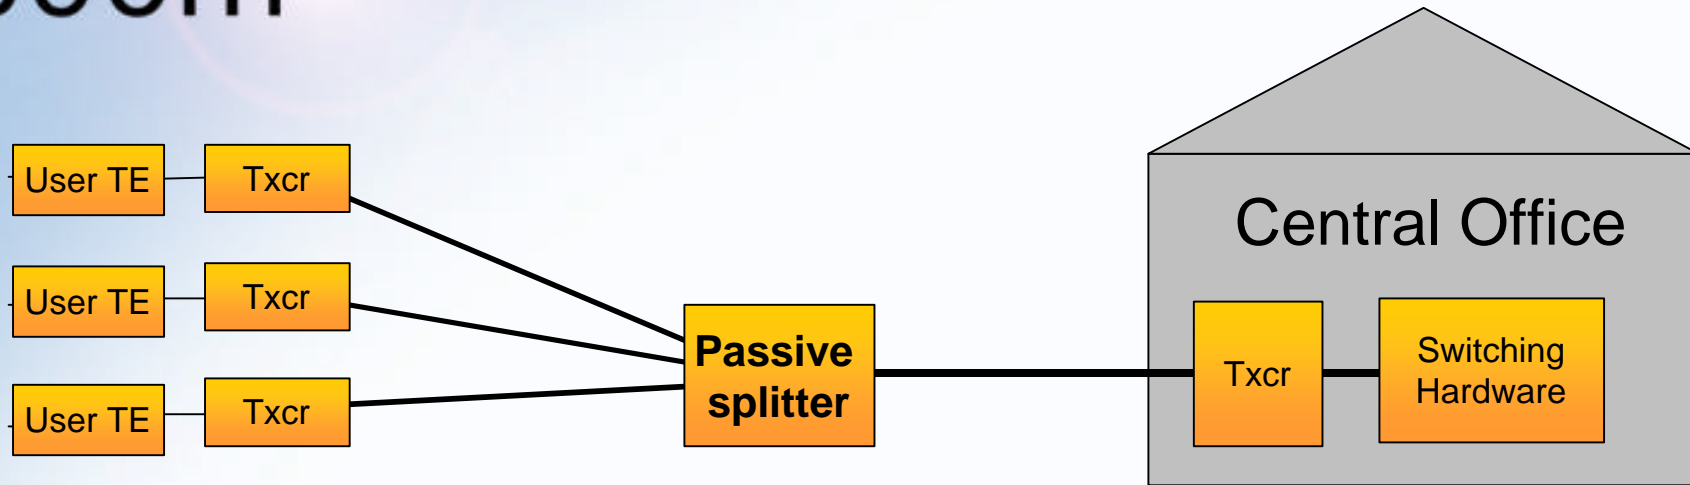 User TE
Txcr
User TE
Txcr
User TE
Txcr
Passive
splitter
Central Office
Txcr
Switching
Hardware